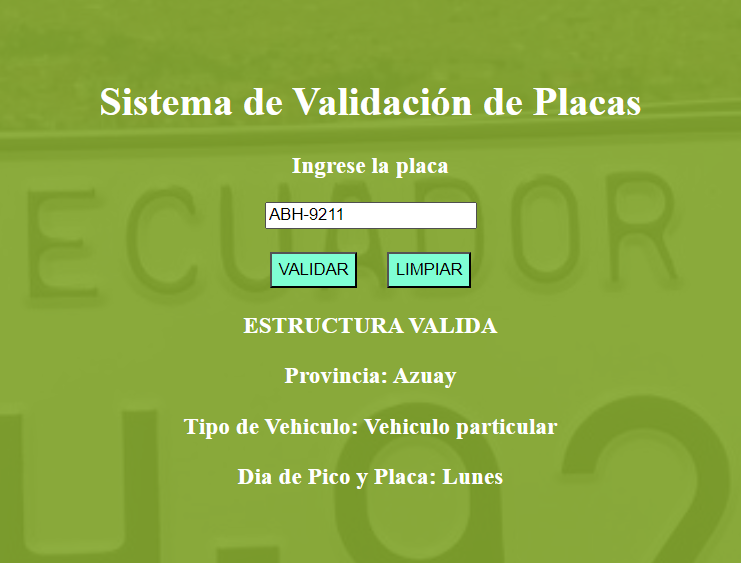 Sistema de Validación de Placas
ECUADOR
Ingrese la placa
ABH-9211
VALIDAR LIMPIAR
ESTRUCTURA VALIDA
Provincia: Azuay
Tipo de Vehiculo: Vehiculo particular
Dia de Pico y Placa: Lunes